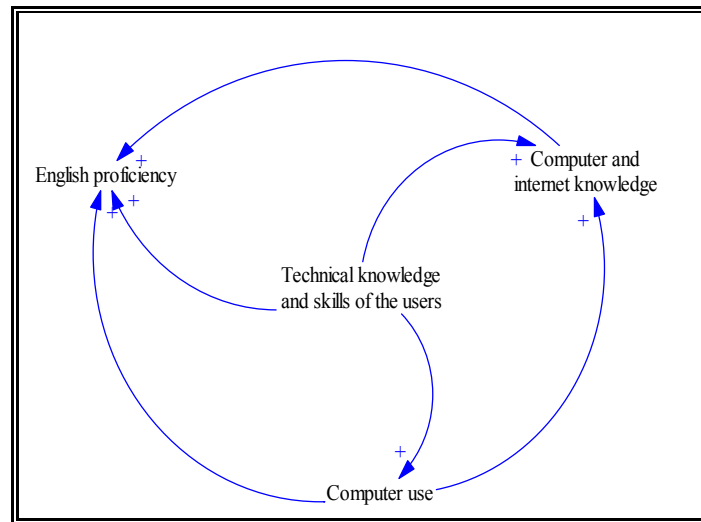 +
English proficiency
+
+
+ Computer and
internet knowledge
+
Technical knowledge
and skills of the users
+
Computer use